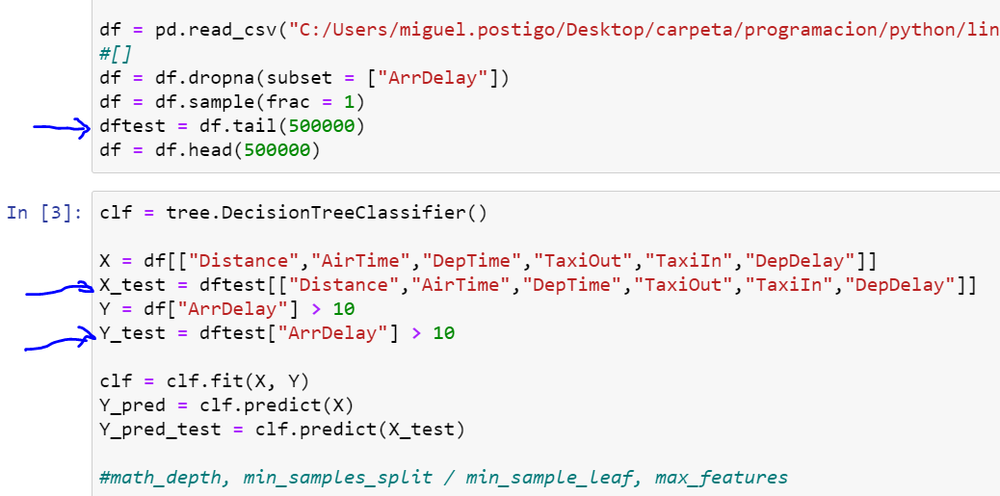 df = pd.read_csv("C:/Users/miguel.postigo/Desktop/carpeta/programacion/python/lin
#[]
df = df.dropna(subset = ["ArrDelay"])
df = df.sample(frac = 1)
dftest = df.tail(500000)
df = df.head(500000)
In [3]: clf = tree.DecisionTreeClassifier()
X = df[["Distance","AirTime","DepTime","TaxiOut","TaxiIn","DepDelay"]]
X_test = dftest[["Distance","AirTime","DepTime","TaxiOut","TaxiIn","DepDelay"]]
Y = df["ArrDelay"] > 10
Y_test = dftest["ArrDelay"] > 10
clf = clf.fit(X, Y)
Y_pred = clf.predict(X)
Y_pred_test = clf.predict(X_test)
#math_depth, min_samples_split / min_sample_leaf, max_features